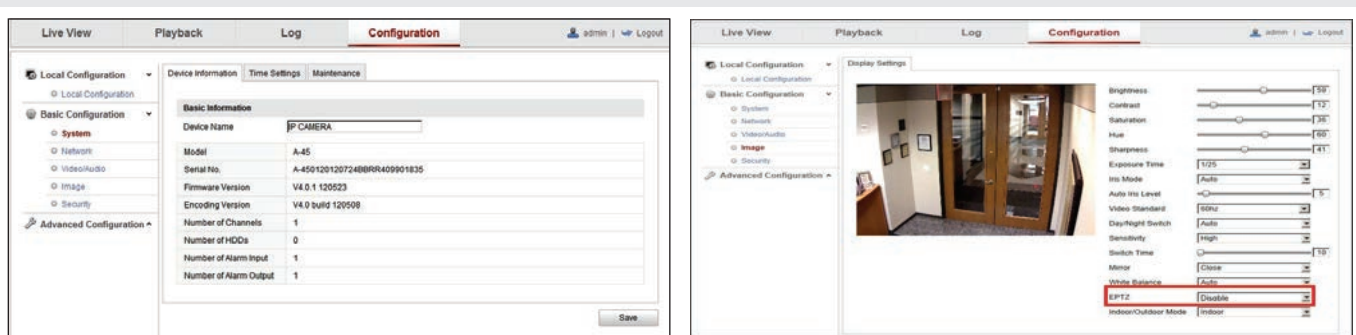 Live View Playback Log Configuration admin | Logout
Local Configuration
Local Configuration
Basic Configuration
System
Network
Video/Audio
Image
Security
Advanced Configuration
Device Information Time Settings Maintenance
Basic Information
Device Name IP CAMERA
Model A-45
Serial No. A-450120120724BBRR409901835
Firmware Version V4.0.1 120523
Encoding Version V4.0 build 120508
Number of Channels 1
Number of HDDs 0
Number of Alarm Input 1
Number of Alarm Output 1
Save
Live View Playback Log Configuration admin | Logout
Local Configuration
Local Configuration
Basic Configuration
System
Network
Video/Audio
Image
Security
Advanced Configuration
Display Settings
Brightness 59
Contrast 12
Saturation 36
Hue 60
Sharpness 41
Exposure Time 1/25
Iris Mode Auto
Auto Iris Level 5
Video Standard 60hz
Day/Night Switch Auto
Sensitivity High
Switch Time 10
Mirror Close
White Balance Auto
EPTZ Disable
Indoor/Outdoor Mode Indoor